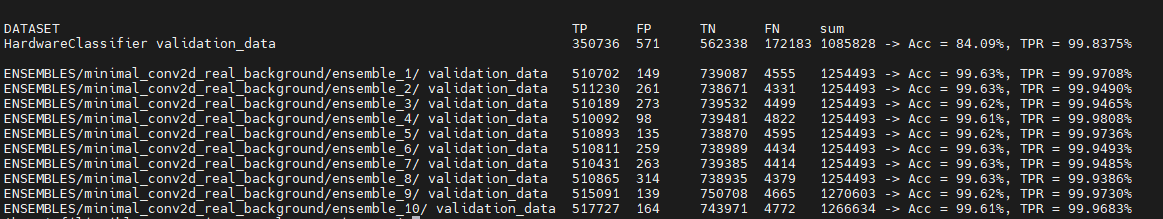 DATASET TP FP TN FN sum
HardwareClassifier validation_data 350736 571 562338 172183 1085828 -> Acc = 84.09%, TPR = 99.8375%
ENSEMBLES/minimal_conv2d_real_background/ensemble_1/ validation_data 510702 149 739087 4555 1254493 -> Acc = 99.63%, TPR = 99.9708%
ENSEMBLES/minimal_conv2d_real_background/ensemble_2/ validation_data 511230 261 738671 4331 1254493 -> Acc = 99.63%, TPR = 99.9490%
ENSEMBLES/minimal_conv2d_real_background/ensemble_3/ validation_data 510189 273 739532 4499 1254493 -> Acc = 99.62%, TPR = 99.9465%
ENSEMBLES/minimal_conv2d_real_background/ensemble_4/ validation_data 510092 98 739481 4822 1254493 -> Acc = 99.61%, TPR = 99.9808%
ENSEMBLES/minimal_conv2d_real_background/ensemble_5/ validation_data 510893 135 738870 4595 1254493 -> Acc = 99.62%, TPR = 99.9736%
ENSEMBLES/minimal_conv2d_real_background/ensemble_6/ validation_data 510811 259 738989 4434 1254493 -> Acc = 99.63%, TPR = 99.9493%
ENSEMBLES/minimal_conv2d_real_background/ensemble_7/ validation_data 510431 263 739385 4414 1254493 -> Acc = 99.63%, TPR = 99.9485%
ENSEMBLES/minimal_conv2d_real_background/ensemble_8/ validation_data 510865 314 738935 4379 1254493 -> Acc = 99.63%, TPR = 99.9386%
ENSEMBLES/minimal_conv2d_real_background/ensemble_9/ validation_data 515091 139 750708 4665 1270603 -> Acc = 99.62%, TPR = 99.9730%
ENSEMBLES/minimal_conv2d_real_background/ensemble_10/ validation_data 517727 164 743971 4772 1266634 -> Acc = 99.61%, TPR = 99.9683%